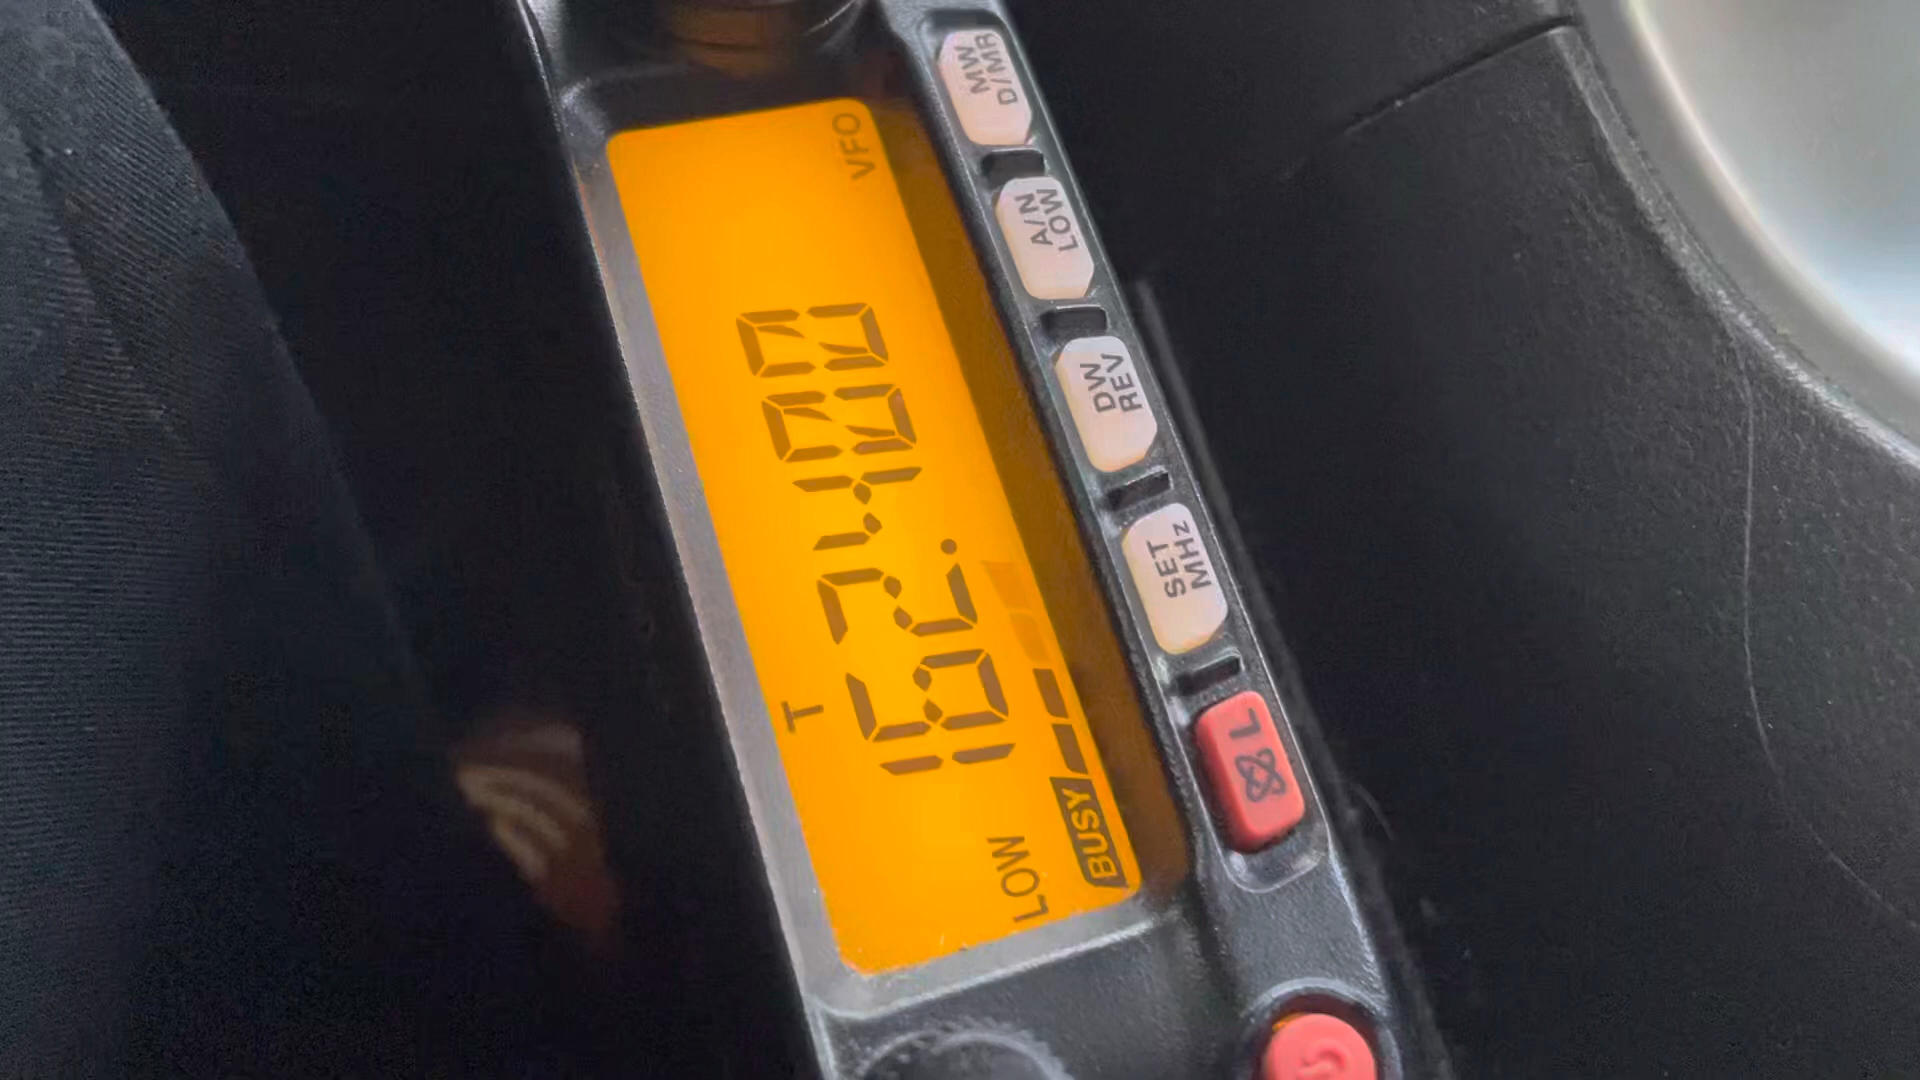 VFO
T
162.400
LOW
BUSY
L
SET
MHz
DW
REV
A/N
LOW
MW
D/MR